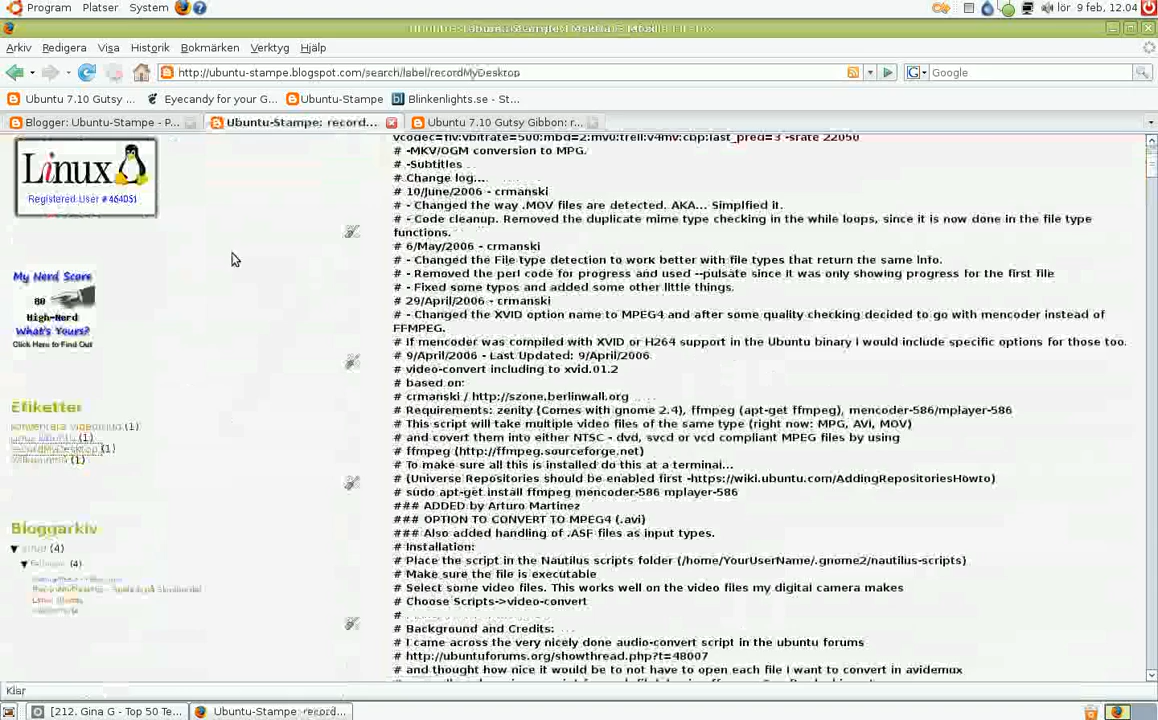 Program Platser System
lör 9 feb, 12.04
Arkiv Redigera Visa Historik Bokmärken Verktyg Hjälp
http://ubuntu-stampe.blogspot.com/search/label/recordMyDesktop
Google
Ubuntu 7.10 Gutsy ... Eyecandy for your G... Ubuntu-Stampe Blinkenlights.se - St...
Blogger: Ubuntu-Stampe - P... Ubuntu-Stampe: record... Ubuntu 7.10 Gutsy Gibbon: r...
Linux
Registered User # 464051
My Nerd Score
80
High-Nerd
What's Yours?
Click Here to Find Out
Etiketter
(1)
(1)
(1)
(1)
Bloggarkiv
(4)
(4)
vcodec=flv:vbitrate=500:mbd=2:mv0:trell:v4mv:cbp:last_pred=3 -srate 22050
# -MKV/OGM conversion to MPG.
# -Subtitles
# Change log...
# 10/June/2006 - crmanski
# - Changed the way .MOV files are detected. AKA... Simplfied it.
# - Code cleanup. Removed the duplicate mime type checking in the while loops, since it is now done in the file type
functions.
# 6/May/2006 - crmanski
# - Changed the File type detection to work better with file types that return the same info.
# - Removed the perl code for progress and used --pulsate since it was only showing progress for the first file
# - Fixed some typos and added some other little things.
# 29/April/2006 - crmanski
# - Changed the XVID option name to MPEG4 and after some quality checking decided to go with mencoder instead of
FFMPEG.
# If mencoder was compiled with XVID or H264 support in the Ubuntu binary I would include specific options for those too.
# 9/April/2006 - Last Updated: 9/April/2006
# video-convert including to xvid.01.2
# based on:
# crmanski / http://szone.berlinwall.org
# Requirements: zenity (Comes with gnome 2.4), ffmpeg (apt-get ffmpeg), mencoder-586/mplayer-586
# This script will take multiple video files of the same type (right now: MPG, AVi, MOV)
# and covert them into either NTSC - dvd, svcd or vcd compliant MPEG files by using
# ffmpeg (http://ffmpeg.sourceforge.net)
# To make sure all this is installed do this at a terminal...
# (Universe Repositories should be enabled first -https://wiki.ubuntu.com/AddingRepositoriesHowto)
# sudo apt-get install ffmpeg mencoder-586 mplayer-586
### ADDED by Arturo Martinez
### OPTION TO CONVERT TO MPEG4 (.avi)
### Also added handling of .ASF files as input types.
# Installation:
# Place the script in the Nautilus scripts folder (/home/YourUserName/.gnome2/nautilus-scripts)
# Make sure the file is executable
# Select some video files. This works well on the video files my digital camera makes
# Choose Scripts->video-convert
#
# Background and Credits:
# I came across the very nicely done audio-convert script in the ubuntu forums
# http://ubuntuforums.org/showthread.php?t=48007
# and thought how nice it would be to not have to open each file I want to convert in avidemux
Klar
[212. Gina G - Top 50 Te... Ubuntu-Stampe: record...